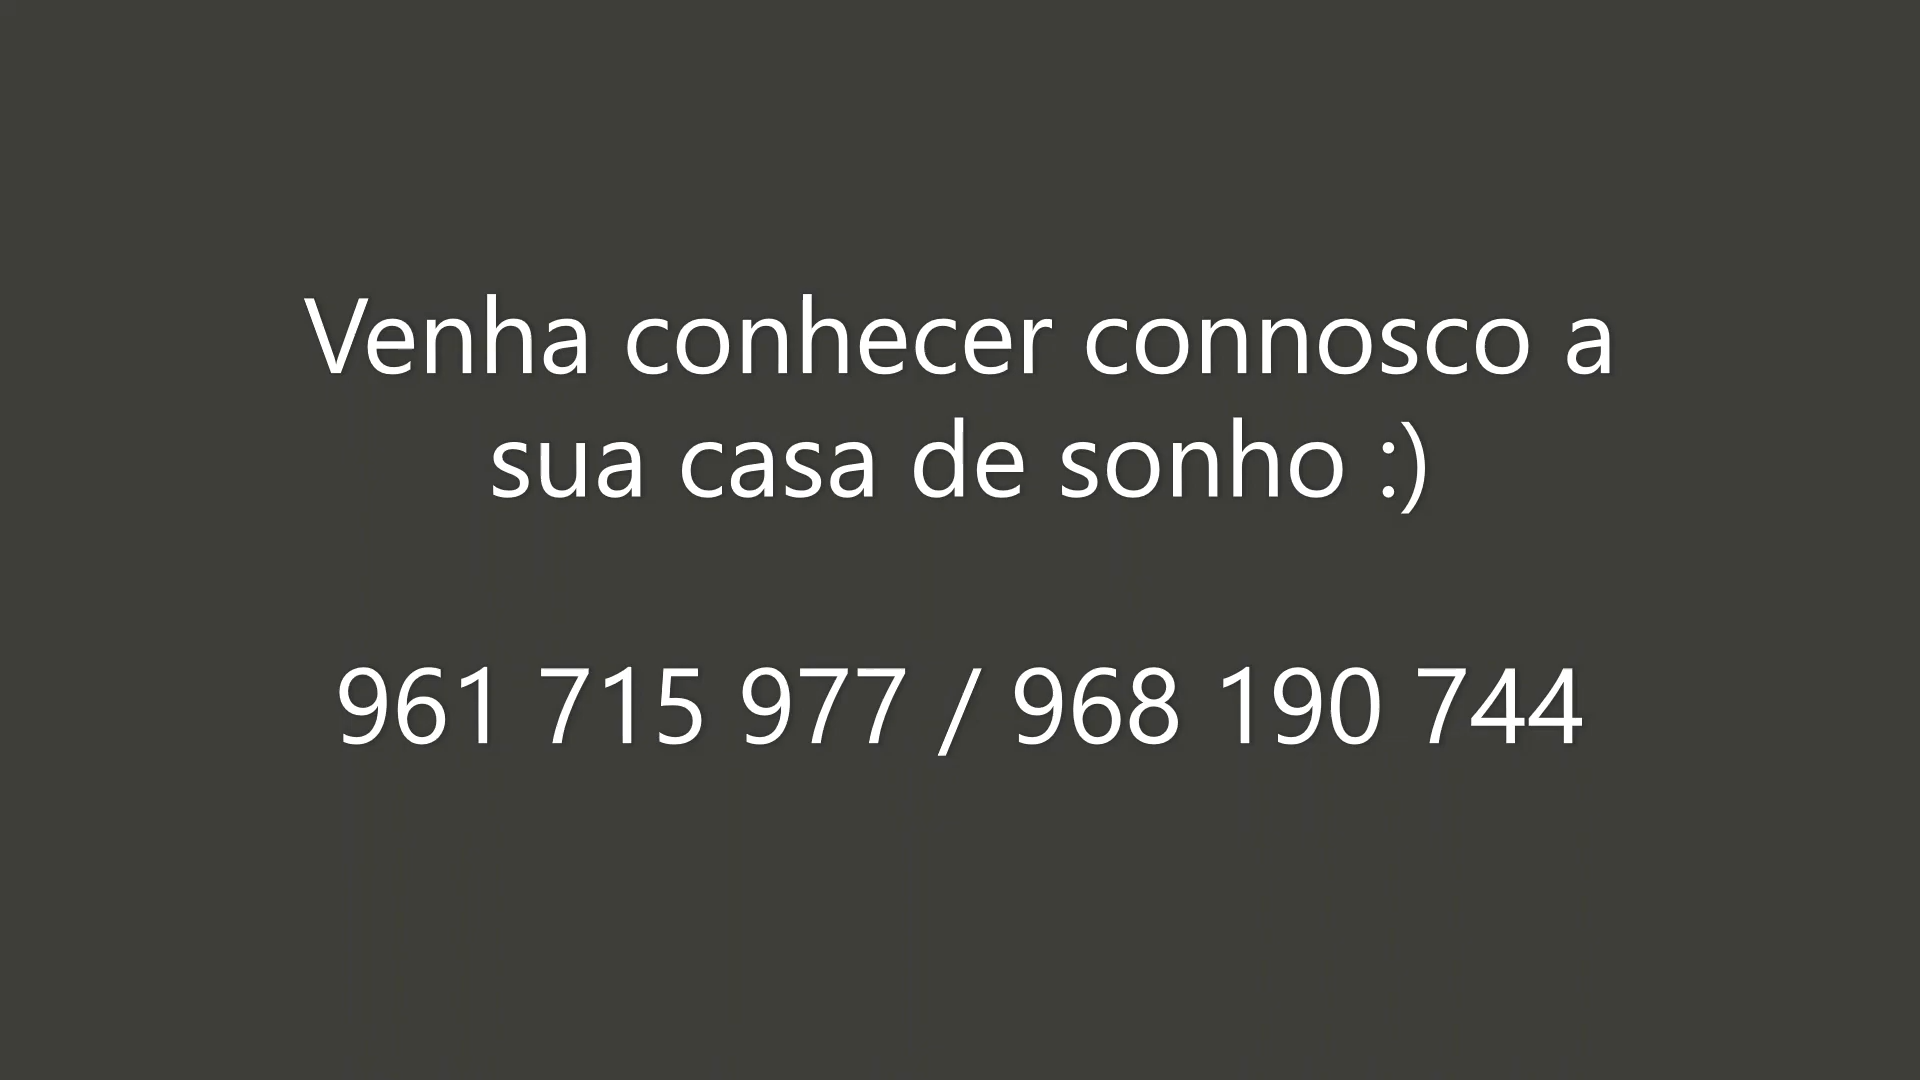 Venha conhecer connosco a
sua casa de sonho :)
961 715 977 / 968 190 744